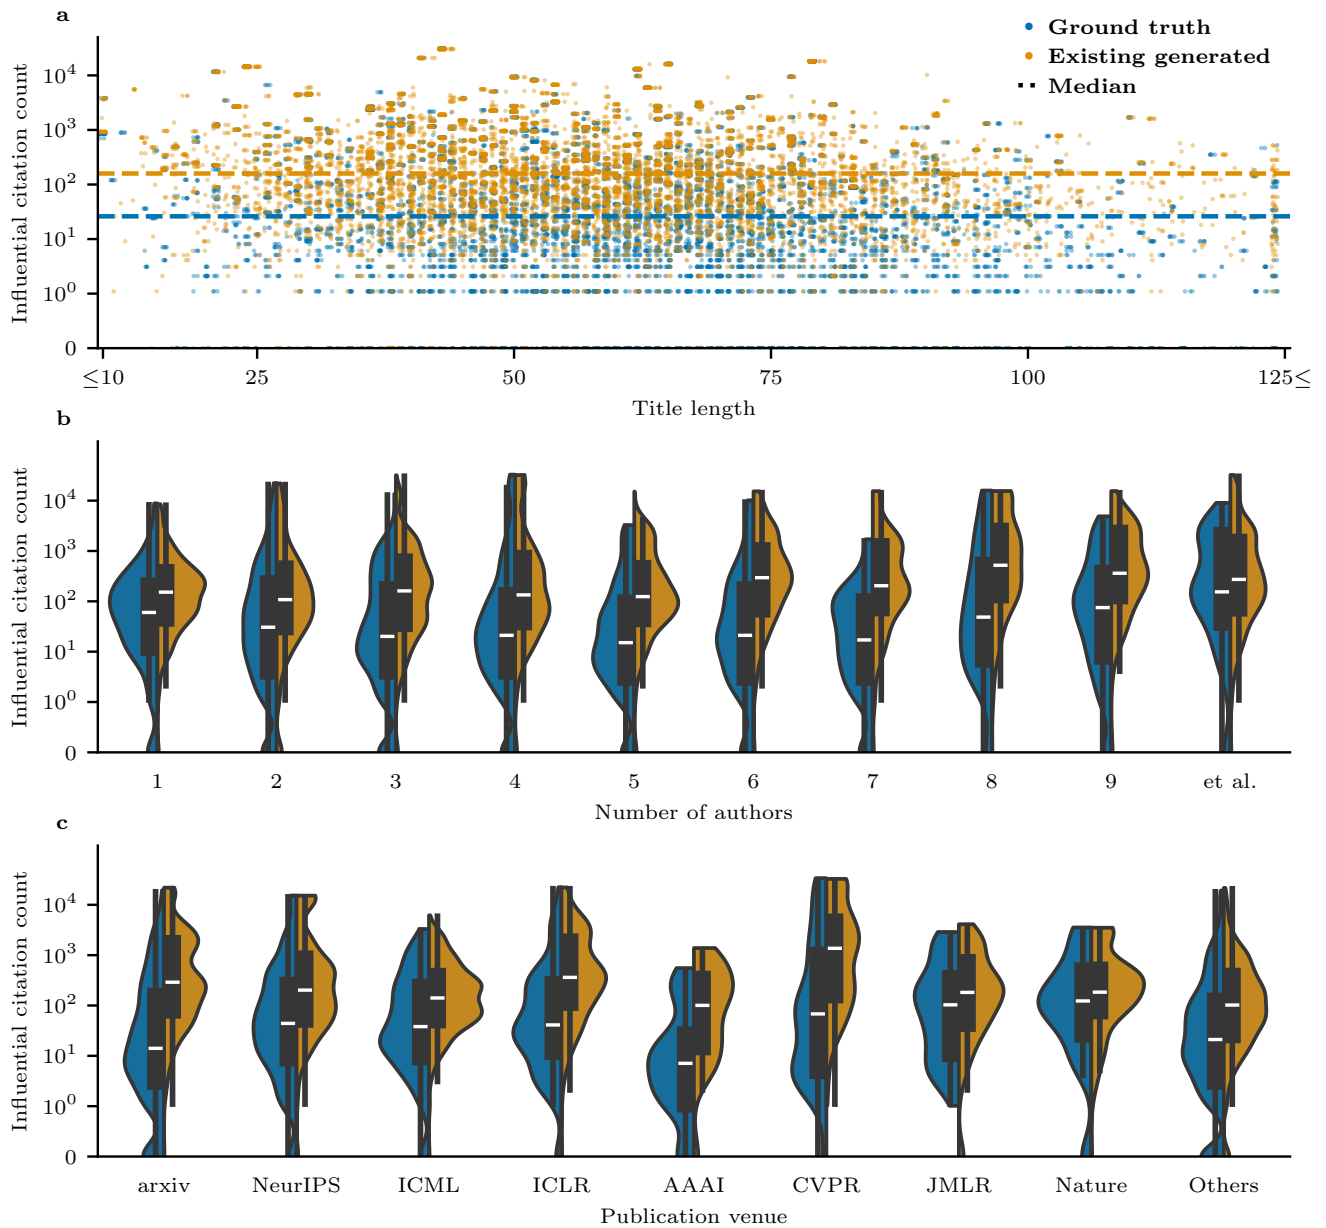 a
Ground truth
Existing generated
Median
Influential citation count
10⁴
10³
10²
10¹
10⁰
0
≤10 25 50 75 100 125≤
Title length
b
Influential citation count
10⁴
10³
10²
10¹
10⁰
0
1 2 3 4 5 6 7 8 9 et al.
Number of authors
c
Influential citation count
10⁴
10³
10²
10¹
10⁰
0
arxiv NeurIPS ICML ICLR AAAI CVPR JMLR Nature Others
Publication venue